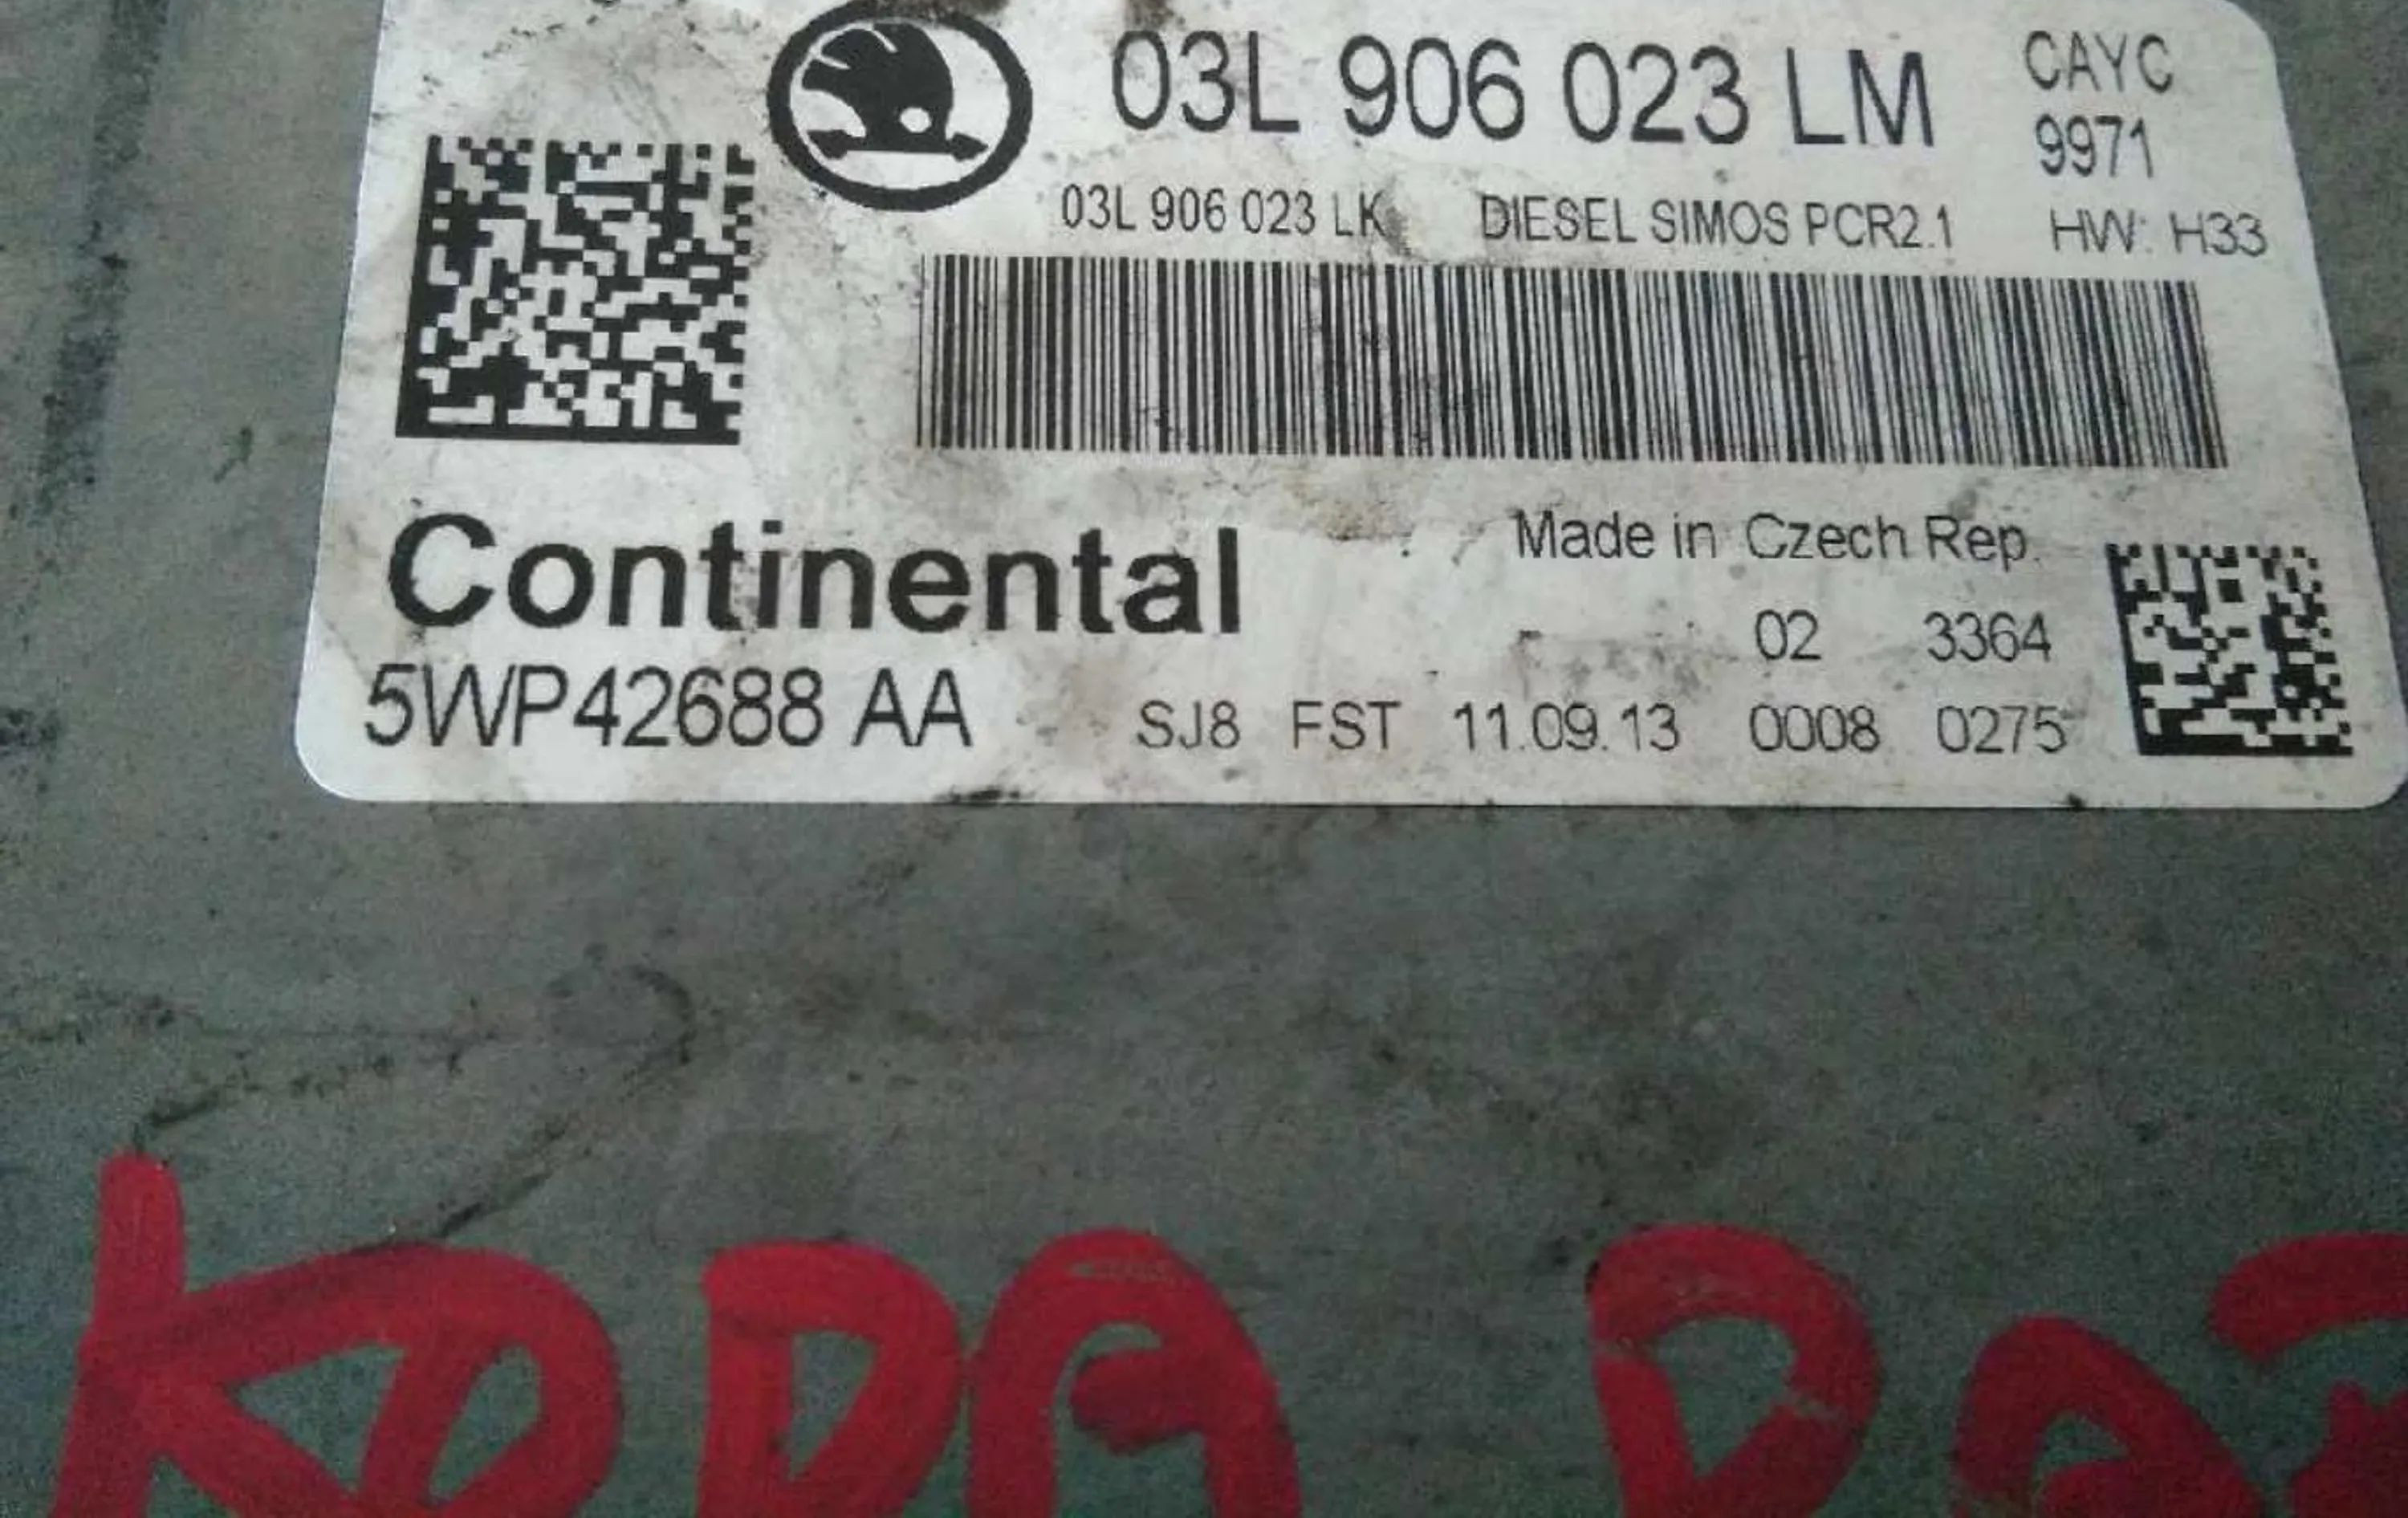 03L 906 023 LM CAYC
9971
03L 906 023 LK DIESEL SIMOS PCR2.1 HW: H33
Continental
Made in Czech Rep.
02 3364
5WP42688 AA SJ8 FST 11.09.13 0008 0275
KODA